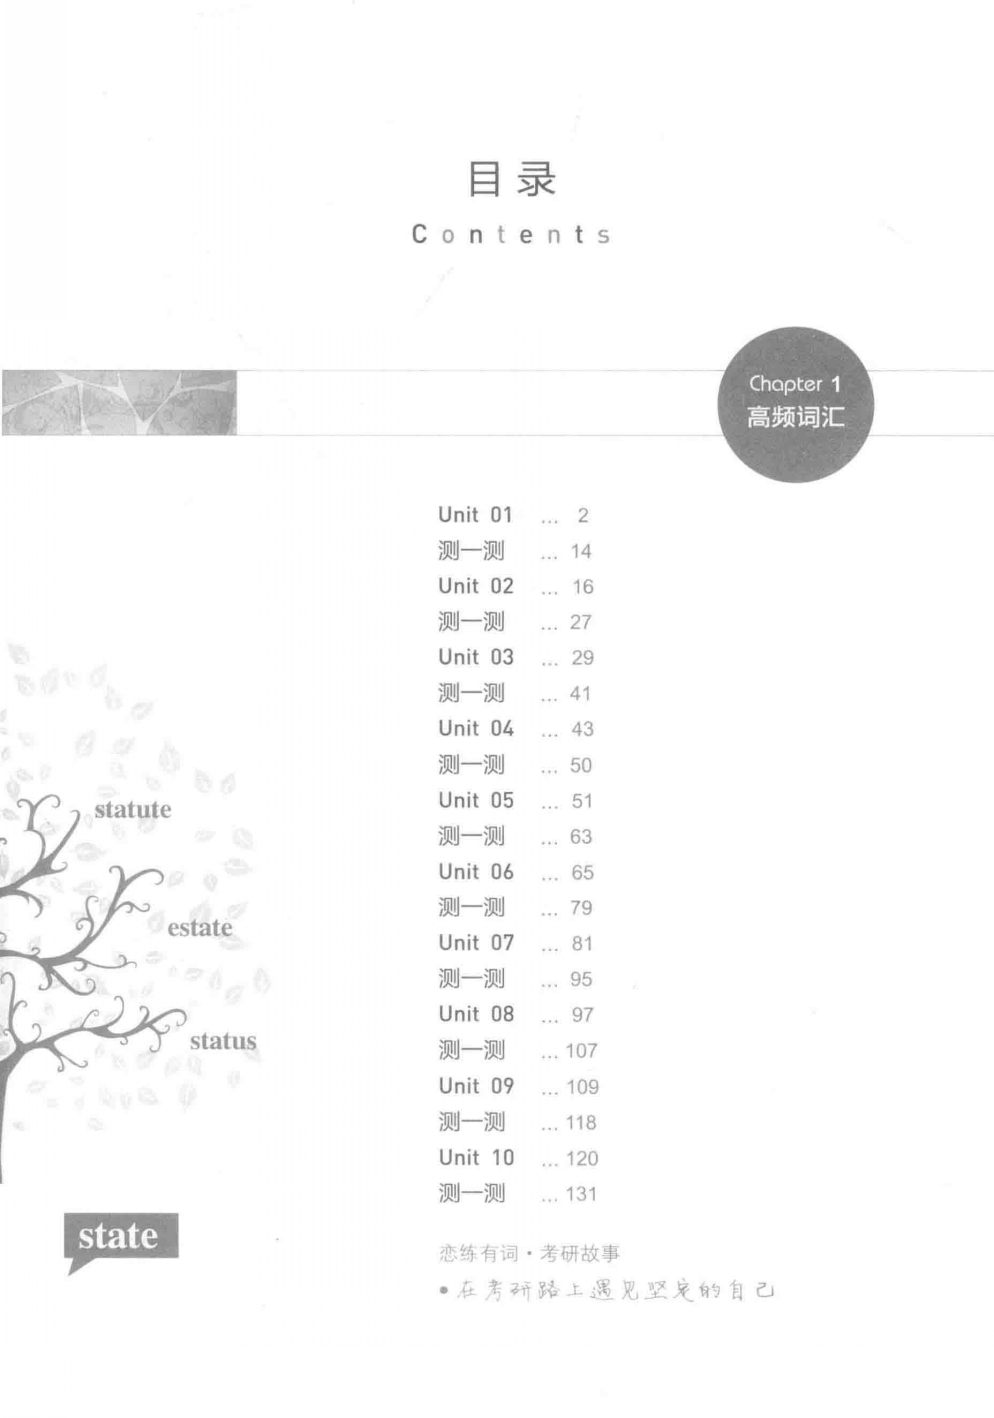 目录
Contents
Chapter 1
高频词汇
Unit 01 ... 2
测一测 ... 14
Unit 02 ... 16
测一测 ... 27
Unit 03 ... 29
测一测 ... 41
Unit 04 ... 43
测一测 ... 50
Unit 05 ... 51
测一测 ... 63
Unit 06 ... 65
测一测 ... 79
Unit 07 ... 81
测一测 ... 95
Unit 08 ... 97
测一测 ... 107
Unit 09 ... 109
测一测 ... 118
Unit 10 ... 120
测一测 ... 131
statute
estate
status
state
恋练有词·考研故事
•在考研路上遇见坚定的自己